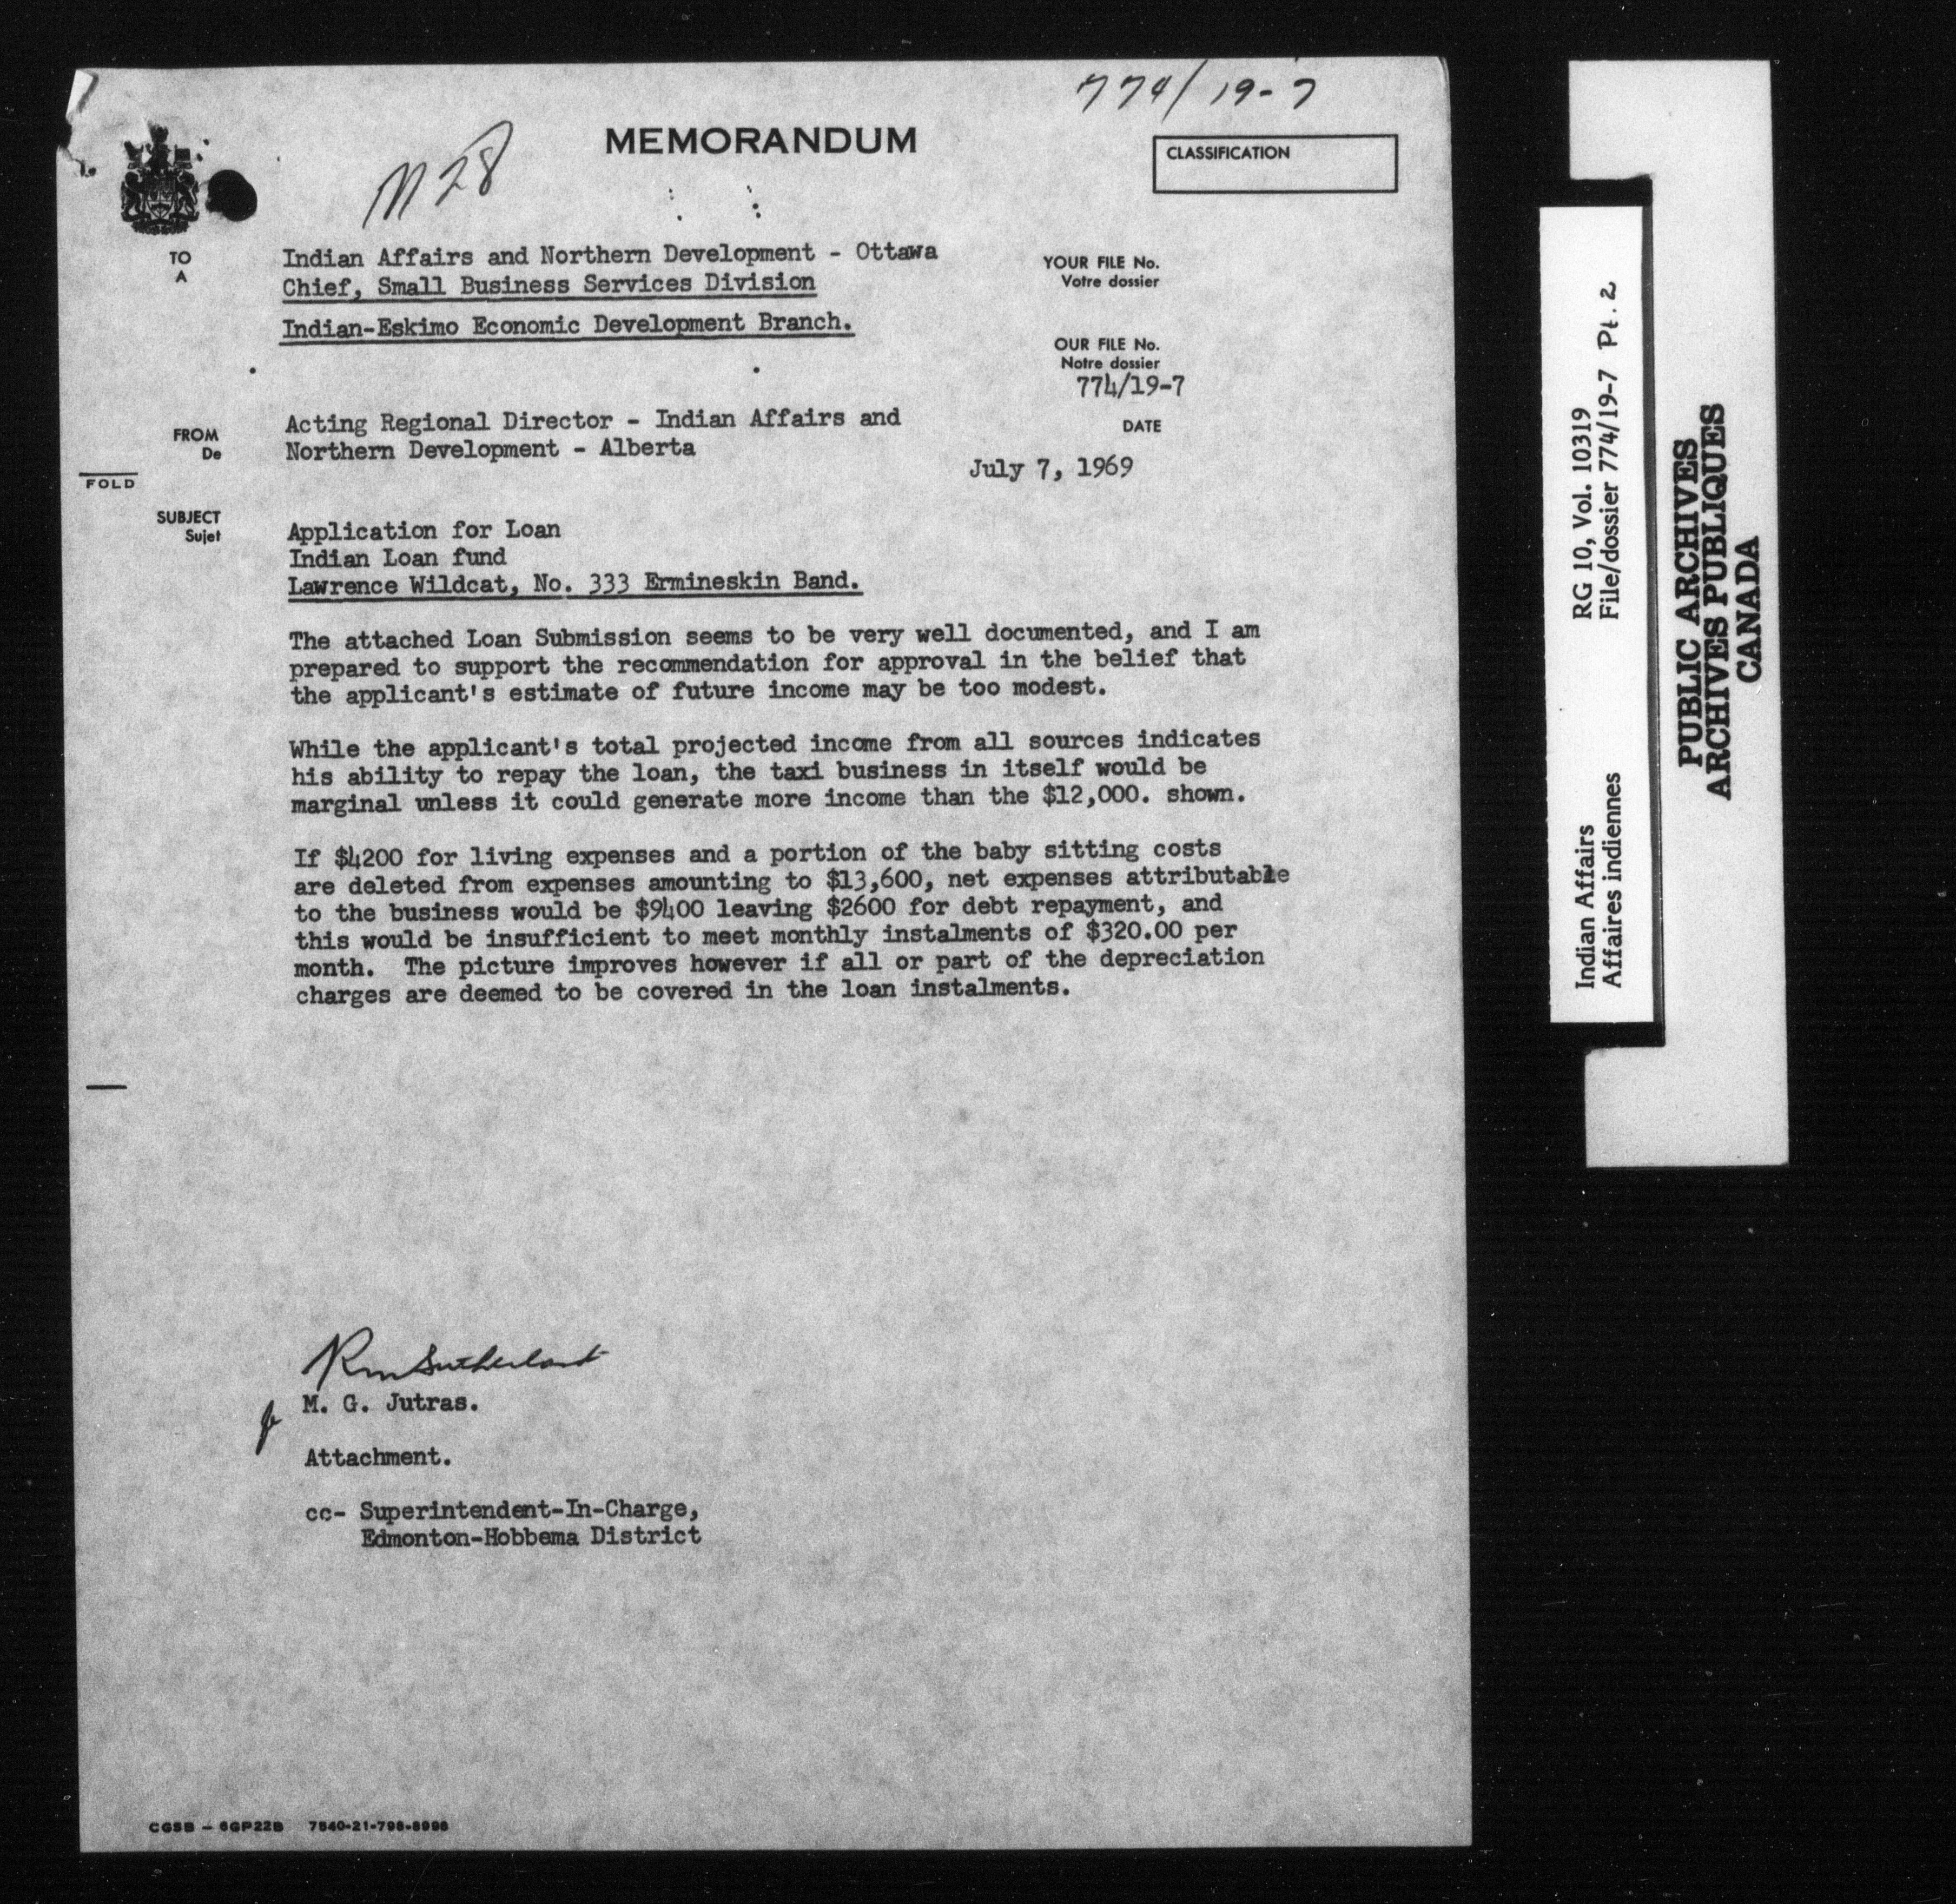 774/19-7
MEMORANDUM
M28
CLASSIFICATION
TO
A
Indian Affairs and Northern Development - Ottawa
Chief, Small Business Services Division
Indian-Eskimo Economic Development Branch.
YOUR FILE No.
Votre dossier
OUR FILE No.
Notre dossier
774/19-7
FROM
De
Acting Regional Director - Indian Affairs and
Northern Development - Alberta
DATE
July 7, 1969
FOLD
SUBJECT
Sujet
Application for Loan
Indian Loan fund
Lawrence Wildcat, No. 333 Ermineskin Band.
The attached Loan Submission seems to be very well documented, and I am
prepared to support the recommendation for approval in the belief that
the applicant's estimate of future income may be too modest.
While the applicant's total projected income from all sources indicates
his ability to repay the loan, the taxi business in itself would be
marginal unless it could generate more income than the $12,000. shown.
If $4200 for living expenses and a portion of the baby sitting costs
are deleted from expenses amounting to $13,600, net expenses attributable
to the business would be $9400 leaving $2600 for debt repayment, and
this would be insufficient to meet monthly instalments of $320.00 per
month. The picture improves however if all or part of the depreciation
charges are deemed to be covered in the loan instalments.
RM Sutherland
M. G. Jutras.
Attachment.
cc- Superintendent-In-Charge,
Edmonton-Hobbema District
CGSB - 6GP22B 7540-21-798-8998
Indian Affairs RG 10, Vol. 10319
Affaires indiennes File/dossier 774/19-7 Pt. 2
PUBLIC ARCHIVES
ARCHIVES PUBLIQUES
CANADA